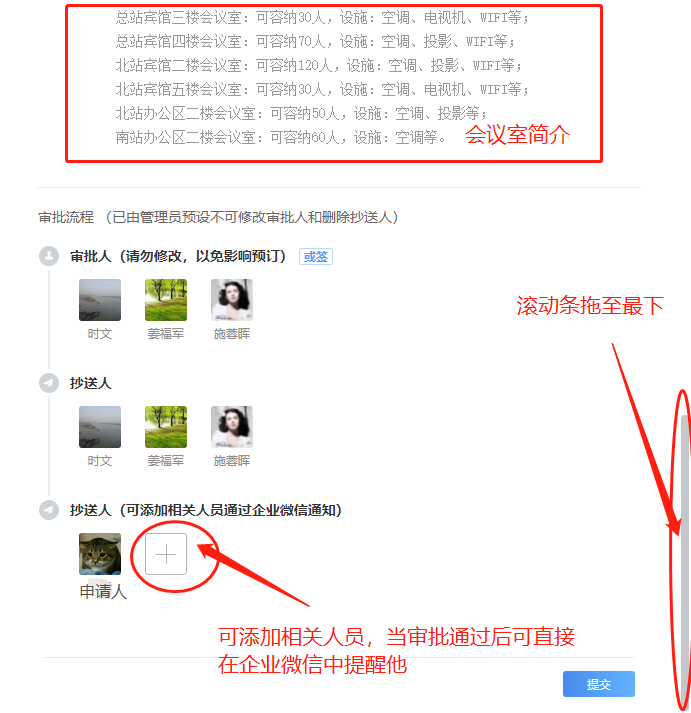 总站宾馆三楼会议室：可容纳30人，设施：空调、电视机、WIFI等；
总站宾馆四楼会议室：可容纳70人，设施：空调、投影、WIFI等；
北站宾馆二楼会议室：可容纳120人，设施：空调、投影、WIFI等；
北站宾馆五楼会议室：可容纳30人，设施：空调、电视机、WIFI等；
北站办公区二楼会议室：可容纳50人，设施：空调、投影等；
南站办公区二楼会议室：可容纳60人，设施：空调等。
会议室简介
审批流程 （已由管理员预设不可修改审批人和删除抄送人）
审批人（请勿修改，以免影响预订） 或签
时文 姜福军 施蓉晖
滚动条拖至最下
抄送人
时文 姜福军 施蓉晖
抄送人（可添加相关人员通过企业微信通知）
申请人
可添加相关人员，当审批通过后可直接
在企业微信中提醒他
提交